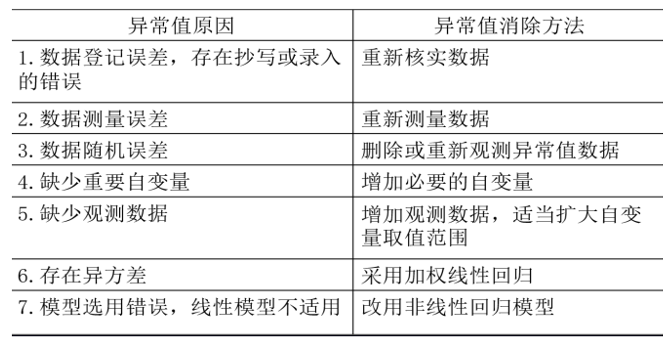 异常值原因 异常值消除方法
1.数据登记误差，存在抄写或录入 重新核实数据
的错误
2.数据测量误差 重新测量数据
3.数据随机误差 删除或重新观测异常值数据
4.缺少重要自变量 增加必要的自变量
5.缺少观测数据 增加观测数据，适当扩大自变
量取值范围
6.存在异方差 采用加权线性回归
7.模型选用错误，线性模型不适用 改用非线性回归模型